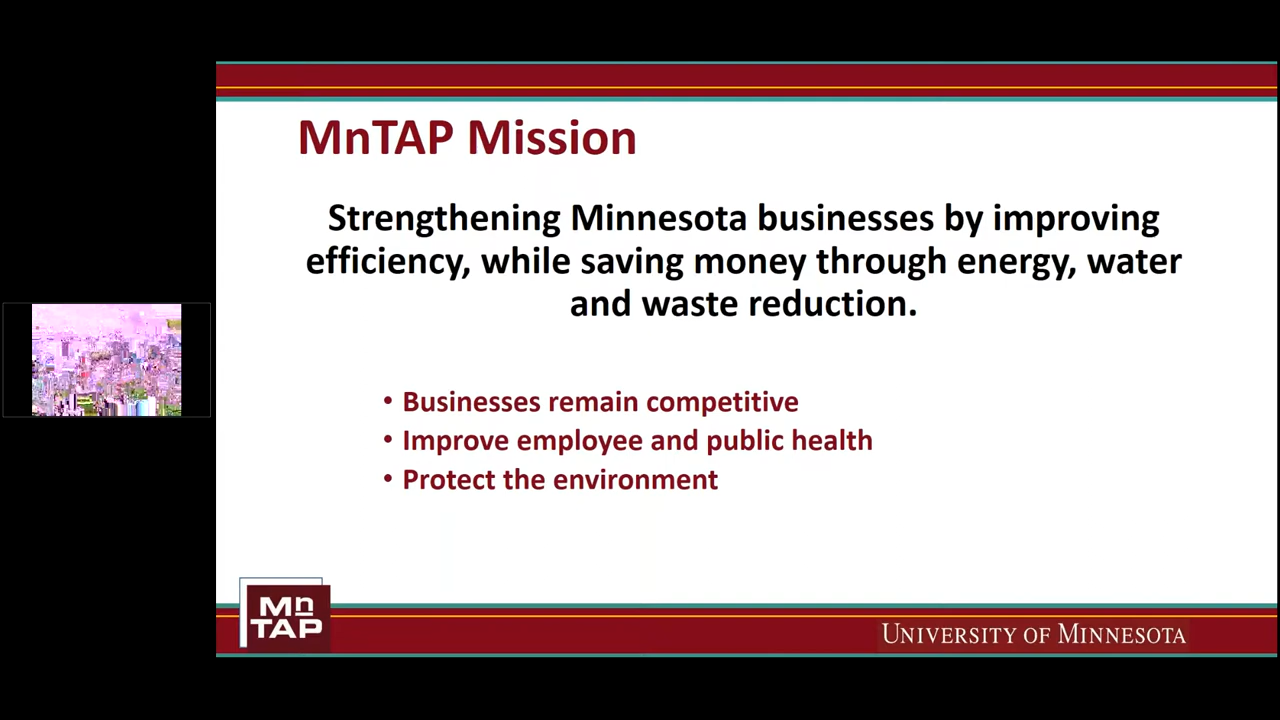 MnTAP Mission
Strengthening Minnesota businesses by improving
efficiency, while saving money through energy, water
and waste reduction.
• Businesses remain competitive
• Improve employee and public health
• Protect the environment
Mn
TAP
UNIVERSITY OF MINNESOTA